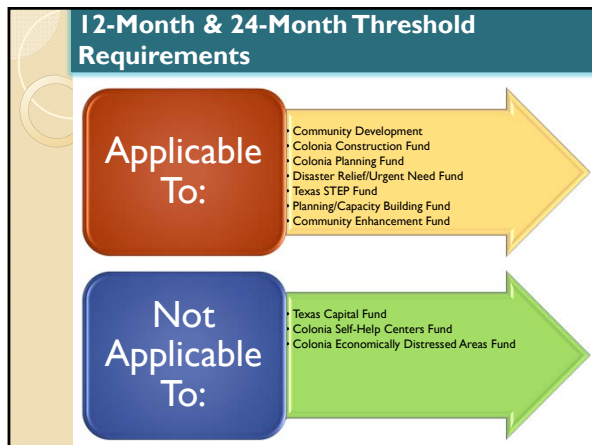 12-Month & 24-Month Threshold
Requirements
Applicable
To:
• Community Development
• Colonia Construction Fund
• Colonia Planning Fund
• Disaster Relief/Urgent Need Fund
• Texas STEP Fund
• Planning/Capacity Building Fund
• Community Enhancement Fund
Not
Applicable
To:
• Texas Capital Fund
• Colonia Self-Help Centers Fund
• Colonia Economically Distressed Areas Fund